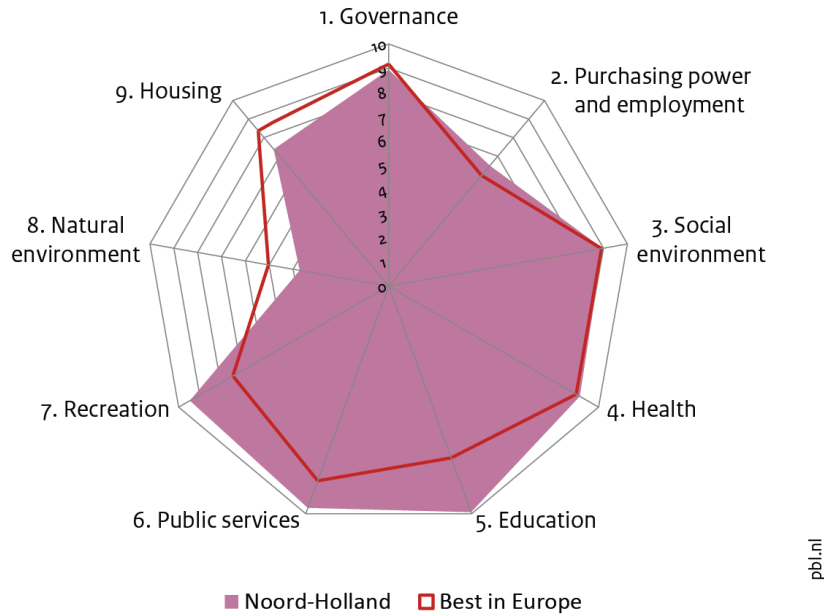 1. Governance
10
9
8
7
6
5
4
3
2
1
0
2. Purchasing power
and employment
3. Social
environment
4. Health
5. Education
6. Public services
7. Recreation
8. Natural
environment
9. Housing
Noord-Holland
Best in Europe
pbl.nl